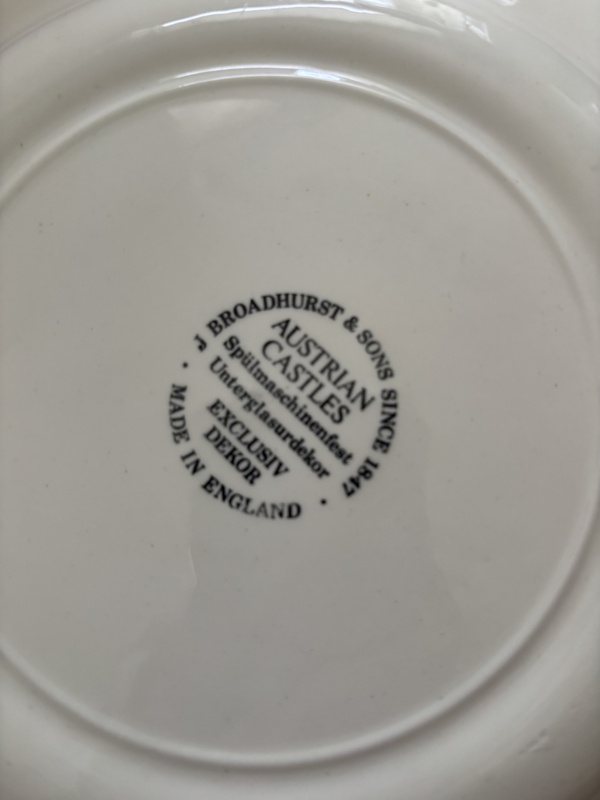 J BROADHURST & SONS SINCE 1847
AUSTRIAN
CASTLES
Spülmaschinenfest
Unterglasurdekor
EXCLUSIV
DEKOR
• MADE IN ENGLAND •